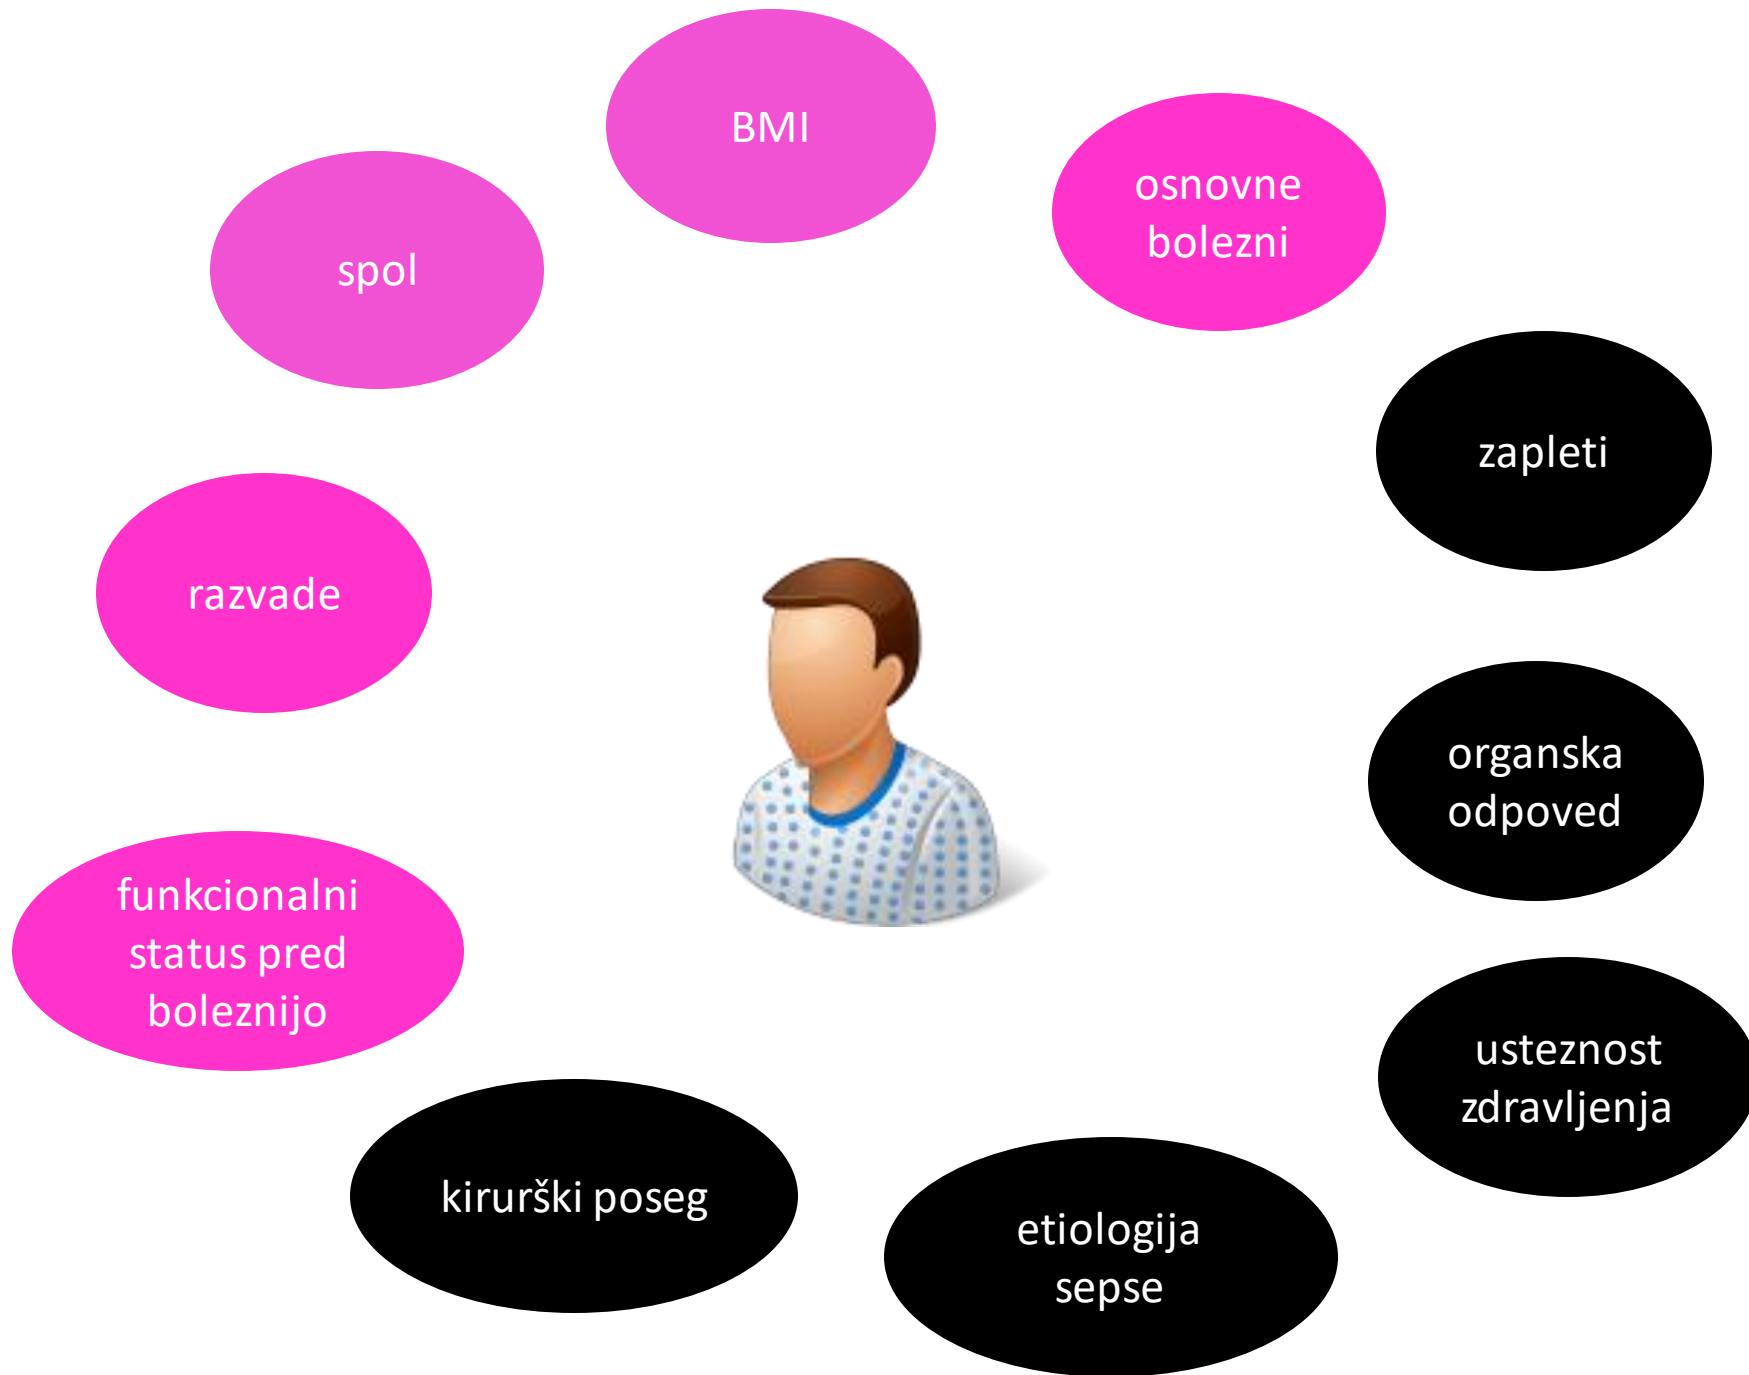 BMI
osnovne
bolezni
spol
zapleti
razvade
organska
odpoved
funkcionalni
status pred
boleznijo
usteznost
zdravljenja
kirurški poseg
etiologija
sepse